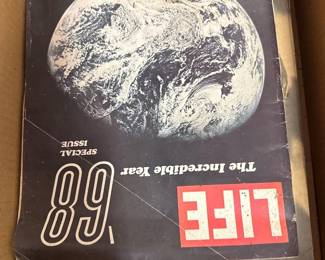 LIFE
'68
The Incredible Year
SPECIAL
ISSUE